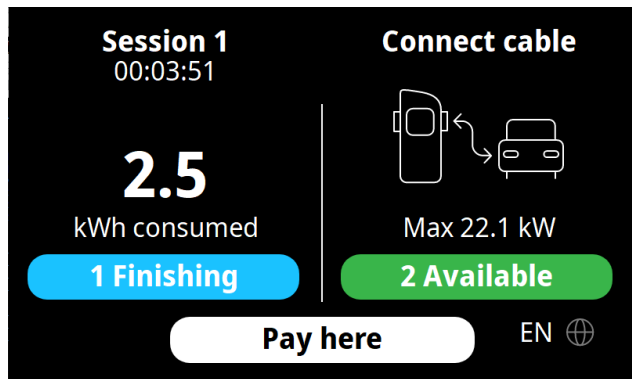 Session 1
00:03:51
2.5
kWh consumed
1 Finishing
Connect cable
Max 22.1 kW
2 Available
Pay here
EN